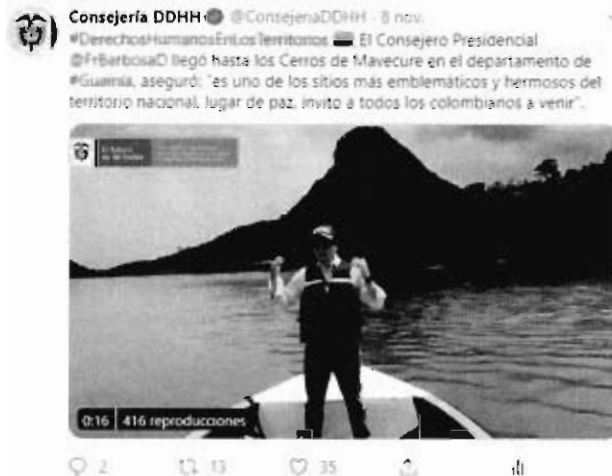 Consejería DDHH @ConsejeriaDDHH · 8 nov.
#DerechosHumanosEnLosTerritorios El Consejero Presidencial
@FrBarbosaD llegó hasta los Cerros de Mavecure en el departamento de
#Guainía, aseguró: "es uno de los sitios más emblemáticos y hermosos del
territorio nacional, lugar de paz, invito a todos los colombianos a venir".
0:16 416 reproducciones
2 13 35